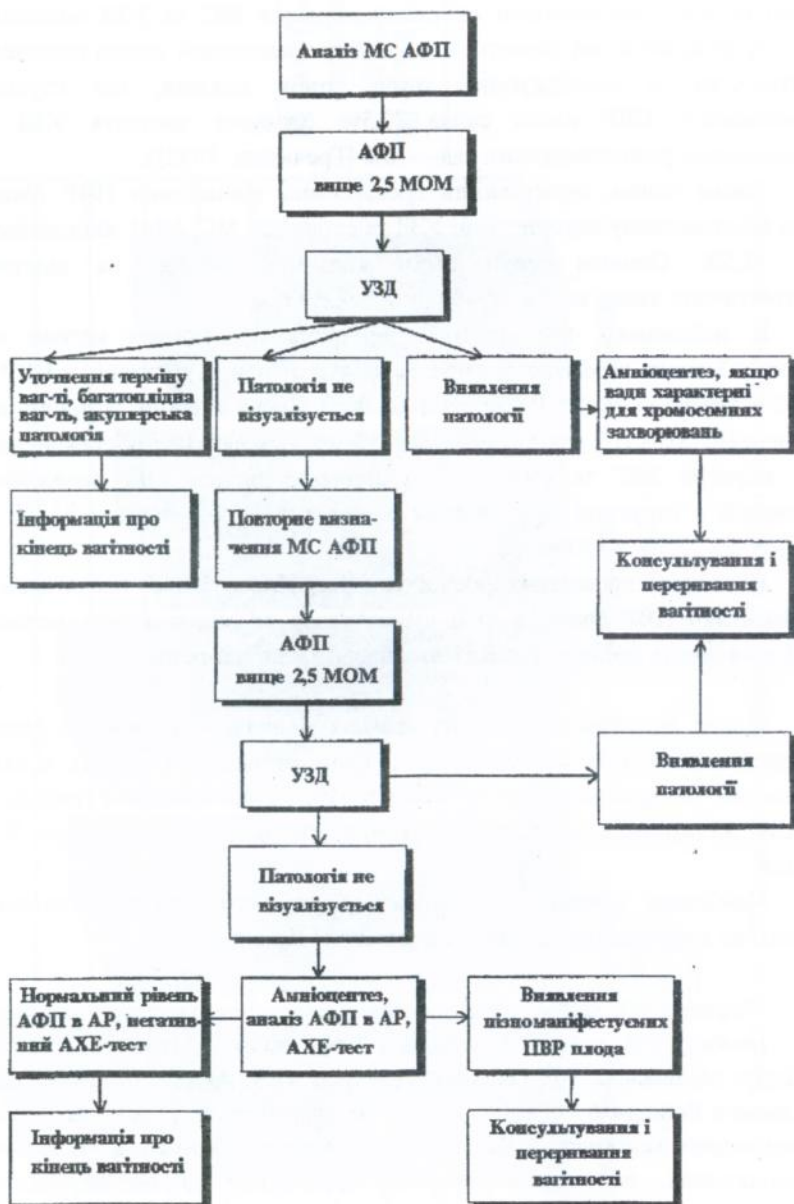 Аналіз МС АФП
АФП
вище 2,5 МОМ
УЗД
Уточнення терміну
ваг-ті, багатоплідна
ваг-ть, акушерська
патологія
Патологія не
візуалізується
Виявлення
патології
Амніоцентез, якщо
вади характерні
для хромосомних
захворювань
Інформація про
кінець вагітності
Повторне визна-
чення МС АФП
Консультування і
переривання
вагітності
АФП
вище 2,5 МОМ
УЗД
Виявлення
патології
Патологія не
візуалізується
Нормальний рівень
АФП в АР, негатив-
ний АХЕ-тест
Амніоцентез,
аналіз АФП в АР,
АХЕ-тест
Виявлення
пізноманіфестуємих
ПВР плода
Інформація про
кінець вагітності
Консультування і
переривання
вагітності